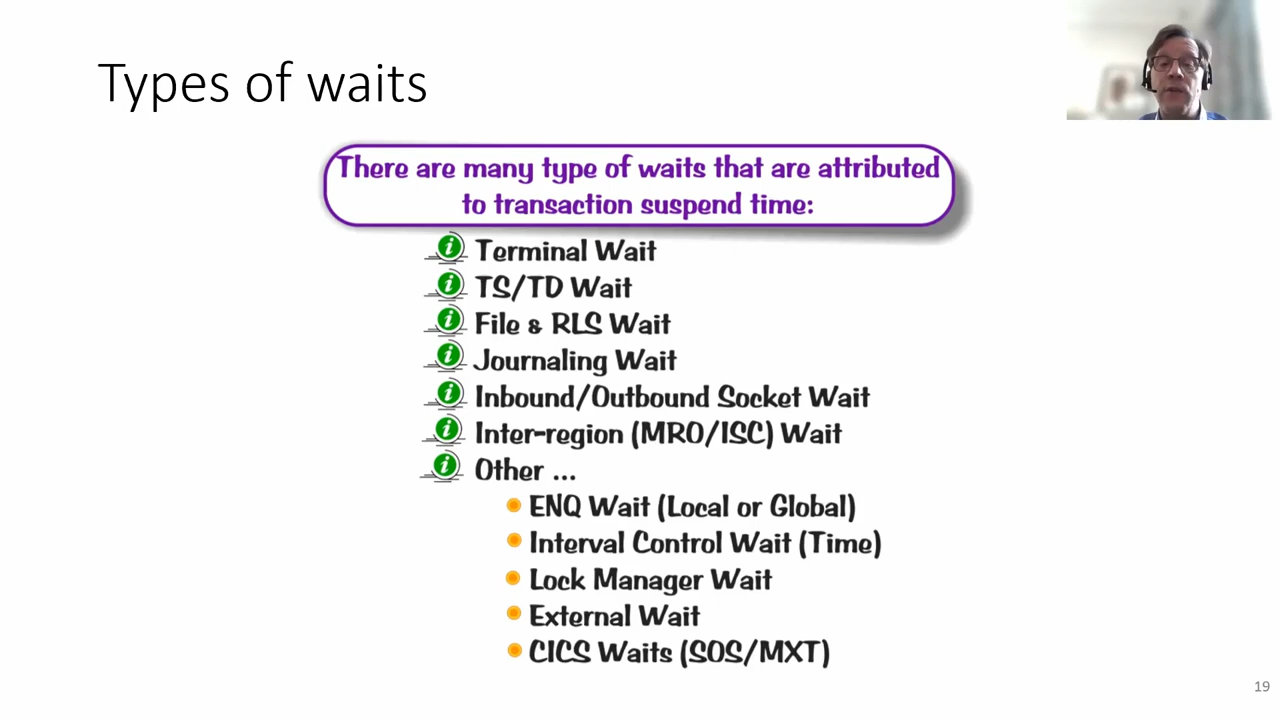 Types of waits
There are many type of waits that are attributed
to transaction suspend time:
Terminal Wait
TS/TD Wait
File & RLS Wait
Journaling Wait
Inbound/Outbound Socket Wait
Inter-region (MRO/ISC) Wait
Other ...
ENQ Wait (Local or Global)
Interval Control Wait (Time)
Lock Manager Wait
External Wait
CICS Waits (SOS/MXT)
19